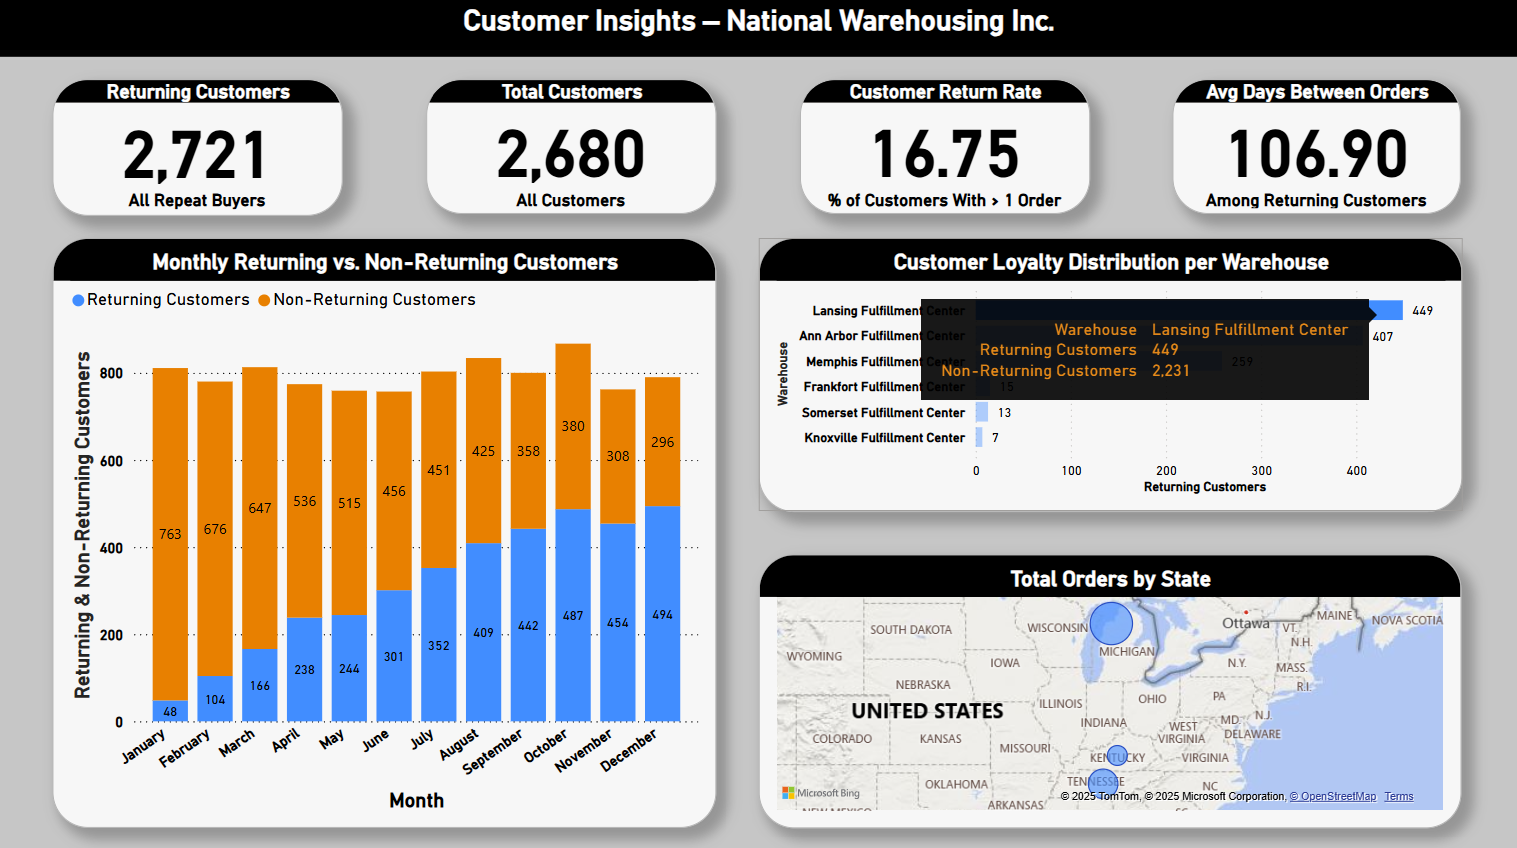 Customer Insights – National Warehousing Inc.
Returning Customers
2,721
All Repeat Buyers
Total Customers
2,680
All Customers
Customer Return Rate
16.75
% of Customers With > 1 Order
Avg Days Between Orders
106.90
Among Returning Customers
Monthly Returning vs. Non-Returning Customers
Returning Customers
Non-Returning Customers
Returning & Non-Returning Customers
800
600
400
200
0
763
676
647
536
515
456
451
425
358
380
308
296
48
104
166
238
244
301
352
409
442
487
454
494
January
February
March
April
May
June
July
August
September
October
November
December
Month
Customer Loyalty Distribution per Warehouse
Warehouse
Lansing Fulfillment Center
449
Ann Arbor Fulfillment Center
407
Memphis Fulfillment Center
259
Frankfort Fulfillment Center
15
Somerset Fulfillment Center
13
Knoxville Fulfillment Center
7
Warehouse Lansing Fulfillment Center
Returning Customers 449
Non-Returning Customers 2,231
0 100 200 300 400
Returning Customers
Total Orders by State
SOUTH DAKOTA
WISCONSIN
Ottawa
VT.
MAINE
NOVA SCOTIA
N.H.
WYOMING
IOWA
MICHIGAN
N.Y.
MASS.
NEBRASKA
R.I.
ILLINOIS
OHIO
PA
UNITED STATES
INDIANA
WEST
VIRGINIA
MD.
N.J.
DELAWARE
COLORADO
KANSAS
MISSOURI
KENTUCKY
VIRGINIA
OKLAHOMA
TENNESSEE
NC
ARKANSAS
Microsoft Bing
© 2025 TomTom, © 2025 Microsoft Corporation, © OpenStreetMap Terms